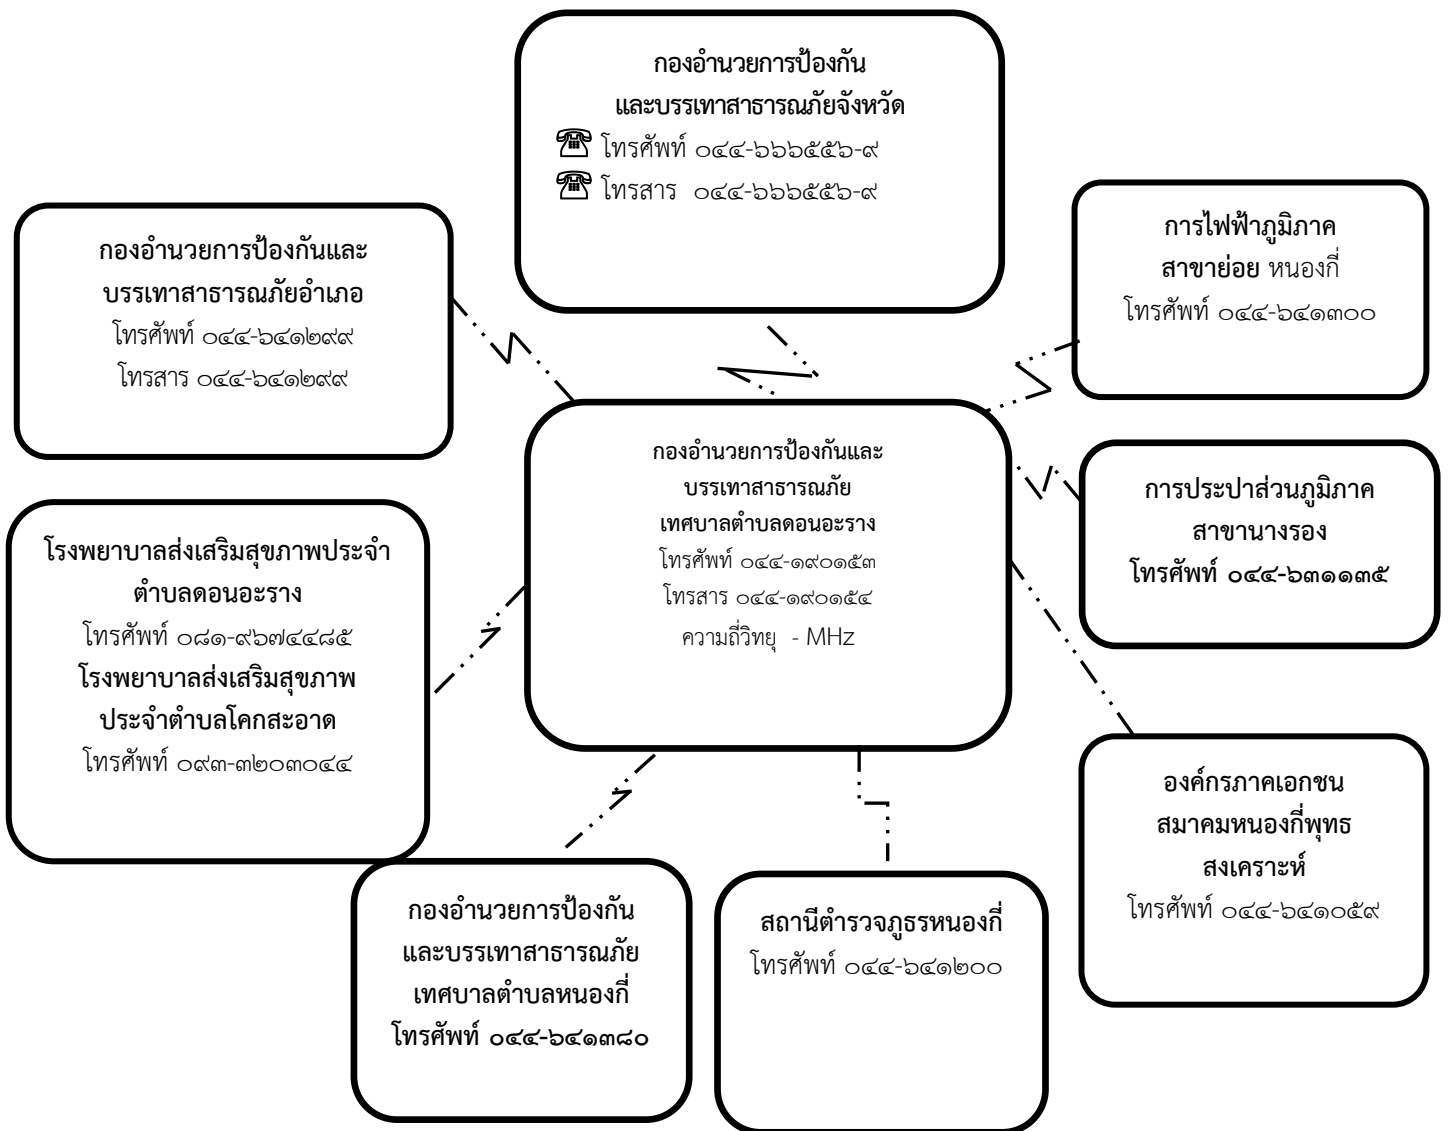 กองอำนวยการป้องกัน
และบรรเทาสาธารณภัยจังหวัด
โทรศัพท์ ๐๔๔-๖๖๖๕๕๖-๙
โทรสาร ๐๔๔-๖๖๖๕๕๖-๙
กองอำนวยการป้องกันและ
บรรเทาสาธารณภัยอำเภอ
โทรศัพท์ ๐๔๔-๖๔๑๒๙๙
โทรสาร ๐๔๔-๖๔๑๒๙๙
การไฟฟ้าภูมิภาค
สาขาย่อย หนองกี่
โทรศัพท์ ๐๔๔-๖๔๑๓๐๐
กองอำนวยการป้องกันและ
บรรเทาสาธารณภัย
เทศบาลตำบลดอนอะราง
โทรศัพท์ ๐๔๔-๑๙๐๑๕๓
โทรสาร ๐๔๔-๑๙๐๑๕๔
ความถี่วิทยุ - MHz
การประปาส่วนภูมิภาค
สาขานางรอง
โทรศัพท์ ๐๔๔-๖๓๑๑๓๕
โรงพยาบาลส่งเสริมสุขภาพประจำ
ตำบลดอนอะราง
โทรศัพท์ ๐๘๑-๙๖๗๔๔๘๕
โรงพยาบาลส่งเสริมสุขภาพ
ประจำตำบลโคกสะอาด
โทรศัพท์ ๐๙๓-๓๒๐๓๐๔๔
องค์กรภาคเอกชน
สมาคมหนองกี่พุทธ
สงเคราะห์
โทรศัพท์ ๐๔๔-๖๔๑๐๕๙
กองอำนวยการป้องกัน
และบรรเทาสาธารณภัย
เทศบาลตำบลหนองกี่
โทรศัพท์ ๐๔๔-๖๔๑๓๘๐
สถานีตำรวจภูธรหนองกี่
โทรศัพท์ ๐๔๔-๖๔๑๒๐๐